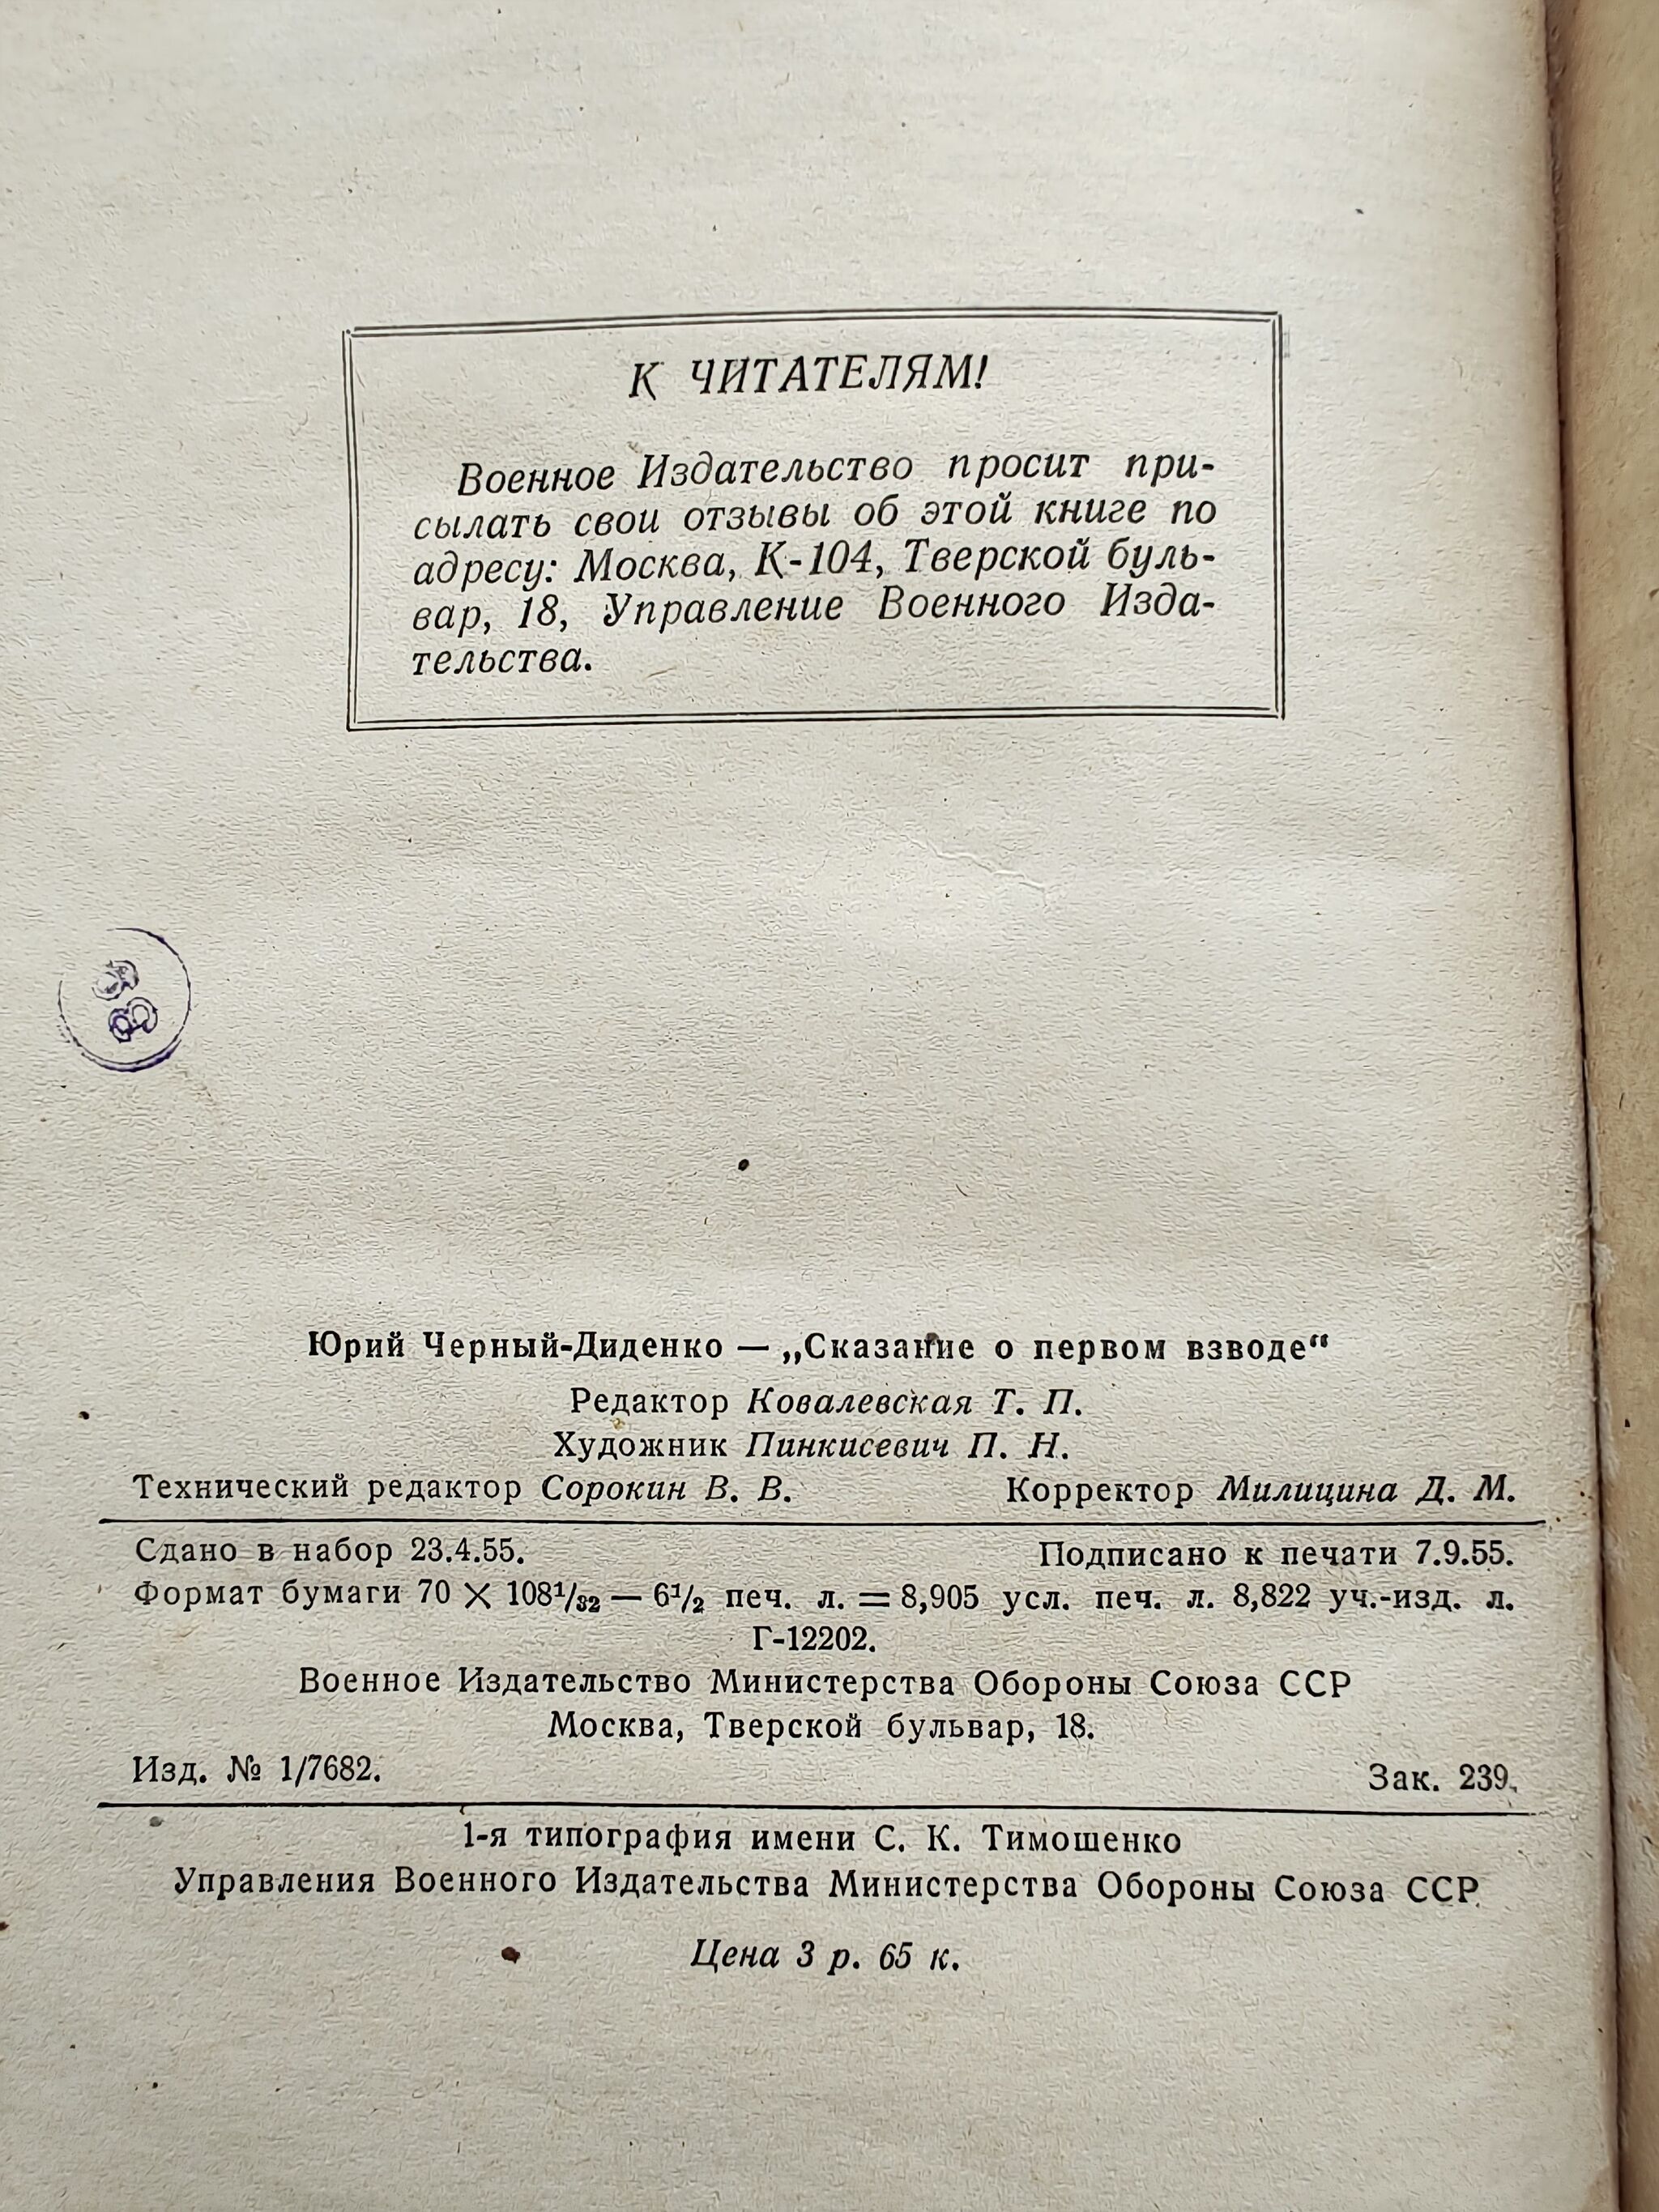 К ЧИТАТЕЛЯМ!
Военное Издательство просит при-
сылать свои отзывы об этой книге по
адресу: Москва, К-104, Тверской буль-
вар, 18, Управление Военного Изда-
тельства.
Юрий Черный-Диденко — „Сказание о первом взводе“
Редактор Ковалевская Т. П.
Художник Пинкисевич П. Н.
Технический редактор Сорокин В. В. Корректор Милицина Д. М.
Сдано в набор 23.4.55. Подписано к печати 7.9.55.
Формат бумаги 70 × 108¹/₃₂ — 6¹/₂ печ. л. = 8,905 усл. печ. л. 8,822 уч.-изд. л.
Г-12202.
Военное Издательство Министерства Обороны Союза ССР
Москва, Тверской бульвар, 18.
Изд. № 1/7682. Зак. 239.
1-я типография имени С. К. Тимошенко
Управления Военного Издательства Министерства Обороны Союза ССР
Цена 3 р. 65 к.